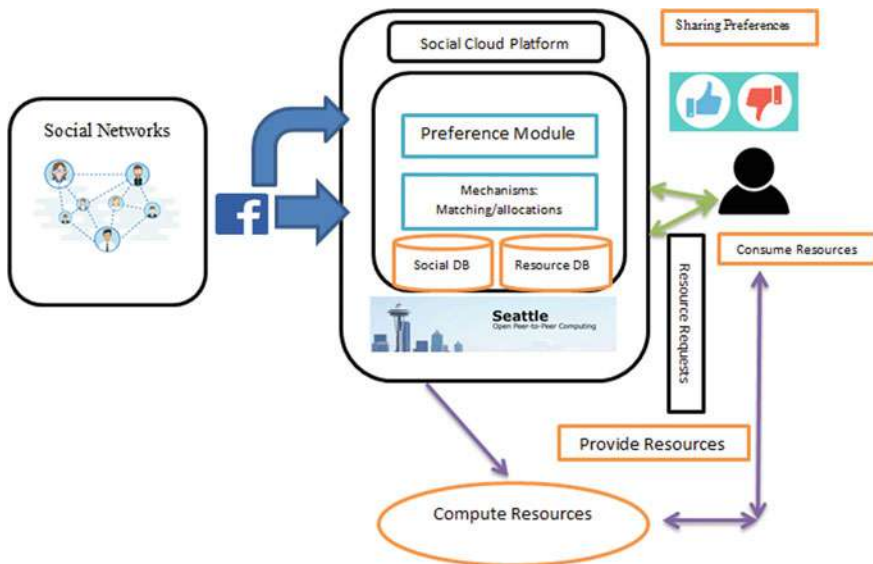 Social Networks
f
Social Cloud Platform
Preference Module
Mechanisms:
Matching/allocations
Social DB
Resource DB
Seattle
Open Peer-to-Peer Computing
Sharing Preferences
Consume Resources
Resource Requests
Provide Resources
Compute Resources